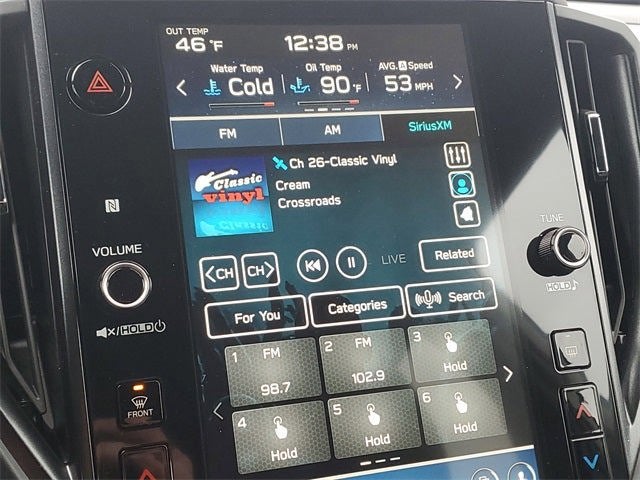 OUT TEMP
46 °F
12:38 PM
Water Temp
Cold
Oil Temp
90 °F
AVG. A Speed
53 MPH
FM
AM
SiriusXM
Classic
vinyl
Ch 26-Classic Vinyl
Cream
Crossroads
N
VOLUME
HOLD
TUNE
HOLD
<CH
CH>
LIVE
Related
For You
Categories
Search
1 FM
98.7
2 FM
102.9
3
Hold
4
Hold
5
Hold
6
Hold
FRONT